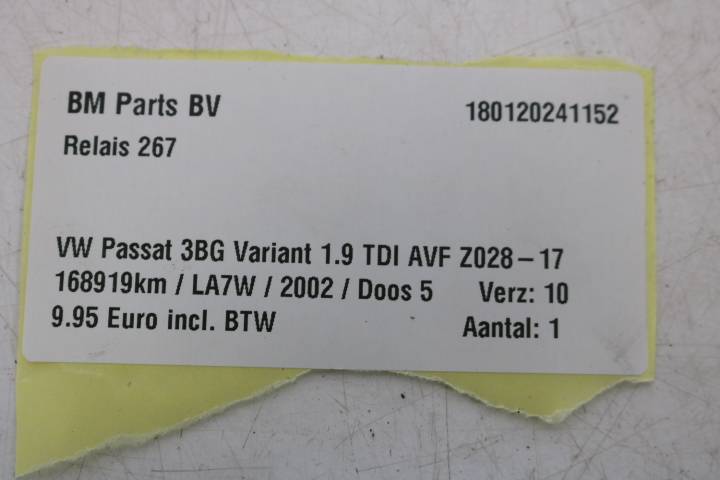 BM Parts BV 180120241152
Relais 267
VW Passat 3BG Variant 1.9 TDI AVF Z028-17
168919km / LA7W / 2002 / Doos 5 Verz: 10
9.95 Euro incl. BTW Aantal: 1